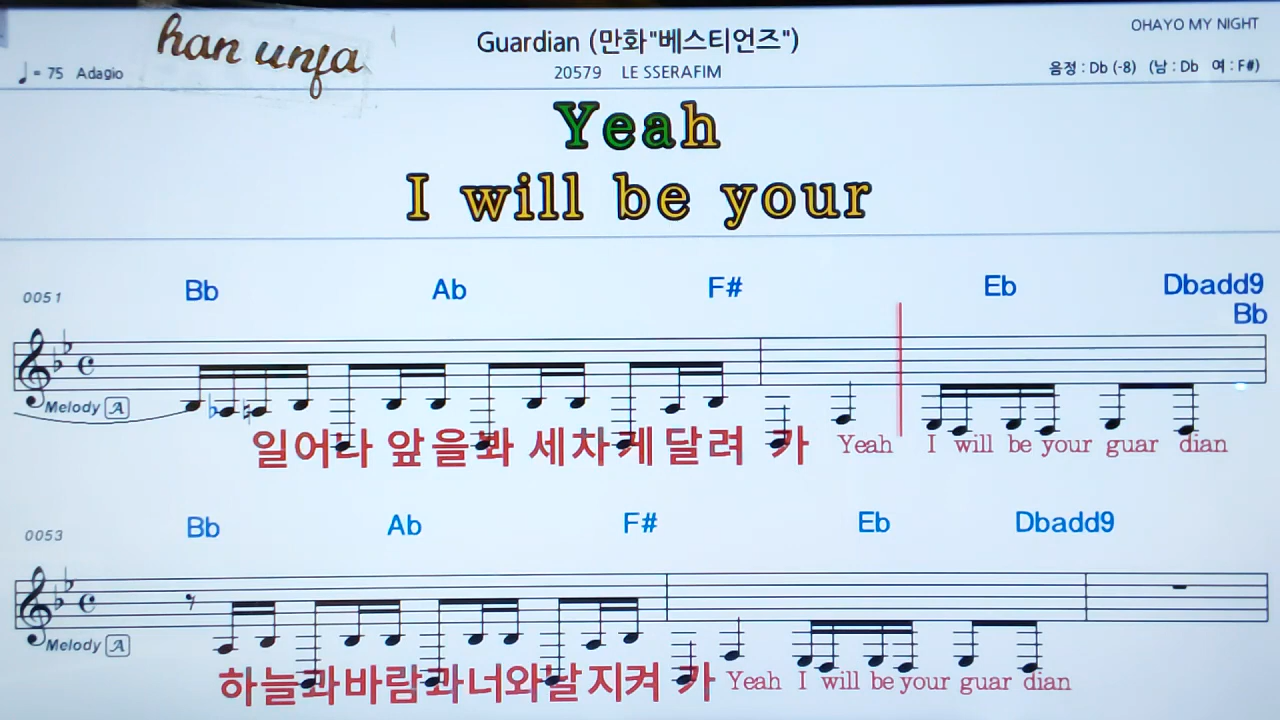 han unja
OHAYO MY NIGHT
Guardian (만화"베스티언즈")
♩= 75 Adagio
20579 LE SSERAFIM
음정 : Db (-8) (남 : Db 여 : F#)
Yeah
I will be your
0051 Bb Ab F# Eb Dbadd9
Bb
Melody A
일어나 앞을봐 세차게달려 가 Yeah I will be your guar dian
0053 Bb Ab F# Eb Dbadd9
Melody A
하늘과바람과너와날지켜 가 Yeah I will be your guar dian